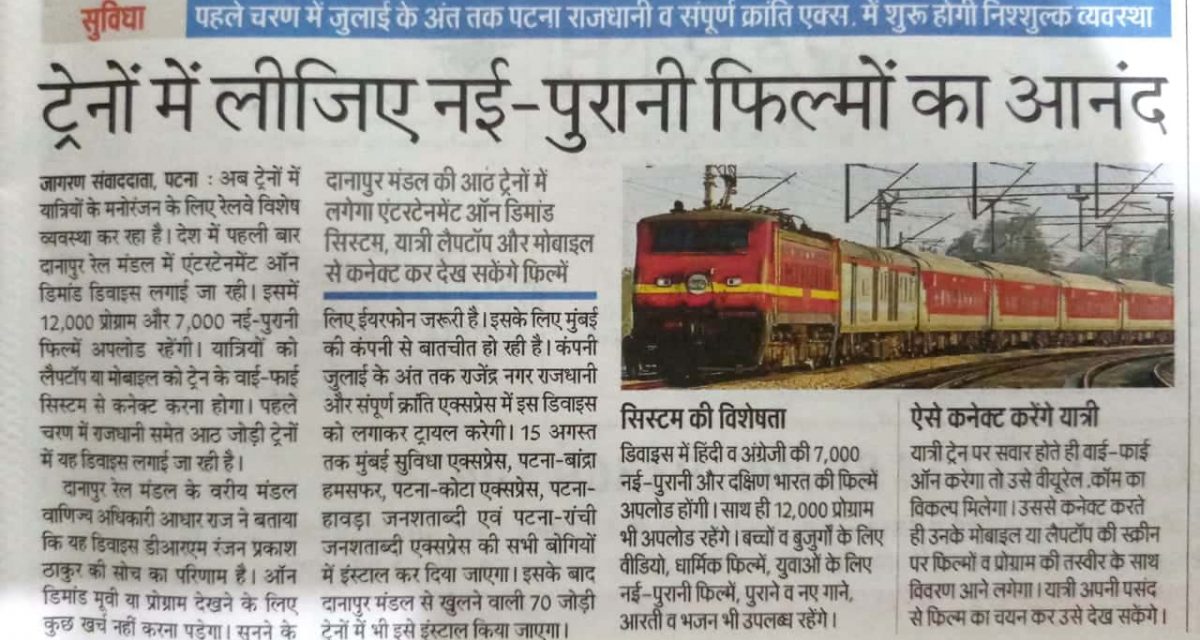 सुविधा
पहले चरण में जुलाई के अंत तक पटना राजधानी व संपूर्ण क्रांति एक्स. में शुरू होगी निश्शुल्क व्यवस्था
ट्रेनों में लीजिए नई-पुरानी फिल्मों का आनंद
जागरण संवाददाता, पटना : अब ट्रेनों में
यात्रियों के मनोरंजन के लिए रेलवे विशेष
व्यवस्था कर रहा है। देश में पहली बार
दानापुर रेल मंडल में एंटरटेनमेंट ऑन
डिमांड डिवाइस लगाई जा रही। इसमें
12,000 प्रोग्राम और 7,000 नई-पुरानी
फिल्में अपलोड रहेंगी। यात्रियों को
लैपटॉप या मोबाइल को ट्रेन के वाई-फाई
सिस्टम से कनेक्ट करना होगा। पहले
चरण में राजधानी समेत आठ जोड़ी ट्रेनों
में यह डिवाइस लगाई जा रही है।
दानापुर रेल मंडल के वरीय मंडल
वाणिज्य अधिकारी आधार राज ने बताया
कि यह डिवाइस डीआरएम रंजन प्रकाश
ठाकुर की सोच का परिणाम है। ऑन
डिमांड मूवी या प्रोग्राम देखने के लिए
कुछ खर्च नहीं करना पड़ेगा। सुनने के
दानापुर मंडल की आठ ट्रेनों में
लगेगा एंटरटेनमेंट ऑन डिमांड
सिस्टम, यात्री लैपटॉप और मोबाइल
से कनेक्ट कर देख सकेंगे फिल्में
लिए ईयरफोन जरूरी है। इसके लिए मुंबई
की कंपनी से बातचीत हो रही है। कंपनी
जुलाई के अंत तक राजेंद्र नगर राजधानी
और संपूर्ण क्रांति एक्सप्रेस में इस डिवाइस
को लगाकर ट्रायल करेगी। 15 अगस्त
तक मुंबई सुविधा एक्सप्रेस, पटना-बांद्रा
हमसफर, पटना-कोटा एक्सप्रेस, पटना-
हावड़ा जनशताब्दी एवं पटना-रांची
जनशताब्दी एक्सप्रेस की सभी बोगियों
में इंस्टाल कर दिया जाएगा। इसके बाद
दानापुर मंडल से खुलने वाली 70 जोड़ी
ट्रेनों में भी इसे इंस्टाल किया जाएगा।
सिस्टम की विशेषता
डिवाइस में हिंदी व अंग्रेजी की 7,000
नई-पुरानी और दक्षिण भारत की फिल्में
अपलोड होंगी। साथ ही 12,000 प्रोग्राम
भी अपलोड रहेंगे। बच्चों व बुजुर्गों के लिए
वीडियो, धार्मिक फिल्में, युवाओं के लिए
नई-पुरानी फिल्में, पुराने व नए गाने,
आरती व भजन भी उपलब्ध रहेंगे।
ऐसे कनेक्ट करेंगे यात्री
यात्री ट्रेन पर सवार होते ही वाई-फाई
ऑन करेगा तो उसे वीयूरेल .कॉम का
विकल्प मिलेगा। उससे कनेक्ट करते
ही उनके मोबाइल या लैपटॉप की स्क्रीन
पर फिल्मों व प्रोग्राम की तस्वीर के साथ
विवरण आने लगेगा। यात्री अपनी पसंद
से फिल्म का चयन कर उसे देख सकेंगे।